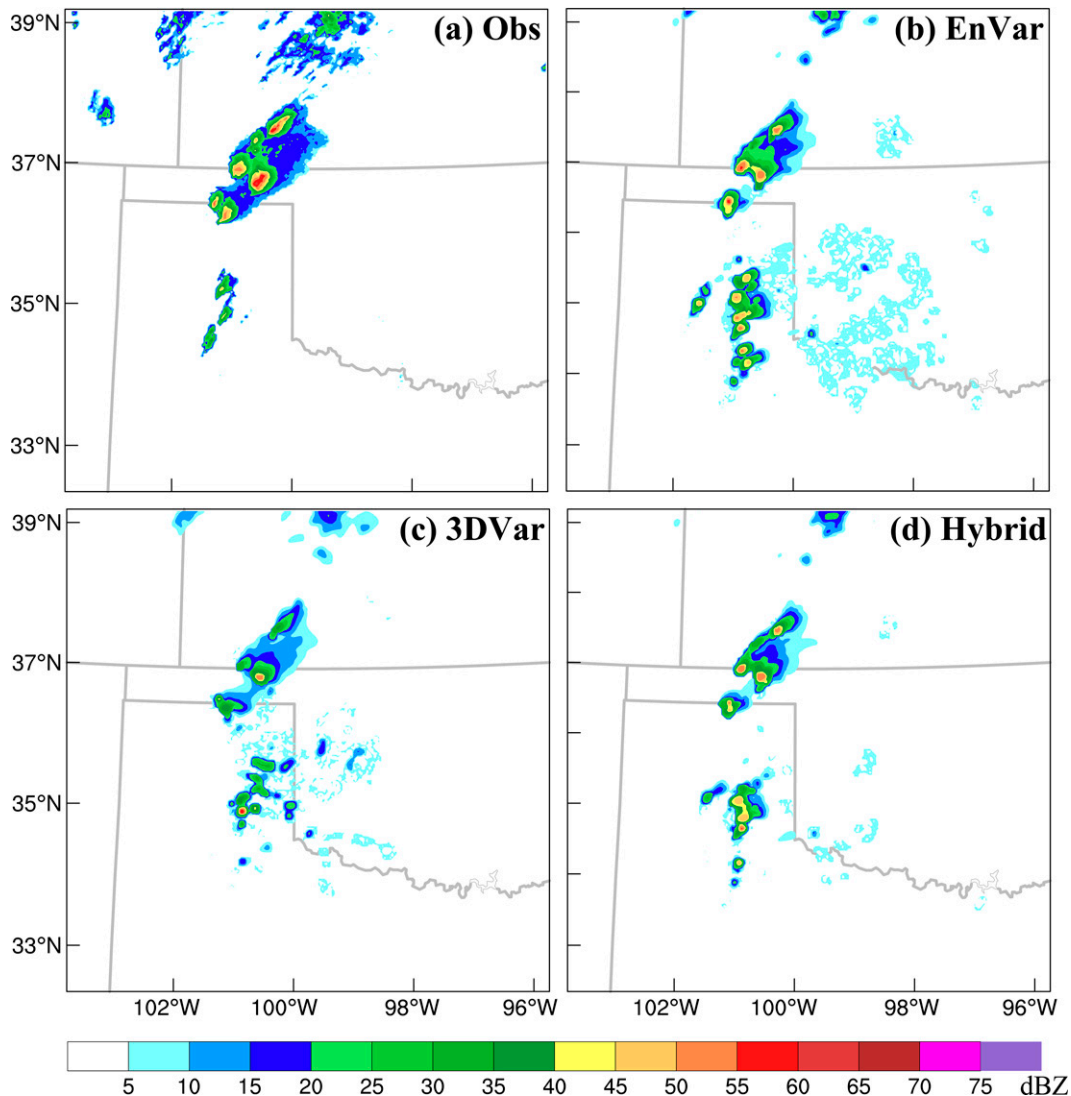 39°N
(a) Obs
(b) EnVar
37°N
35°N
33°N
39°N
(c) 3DVar
(d) Hybrid
37°N
35°N
33°N
102°W 100°W 98°W 96°W 102°W 100°W 98°W 96°W
5 10 15 20 25 30 35 40 45 50 55 60 65 70 75 dBZ